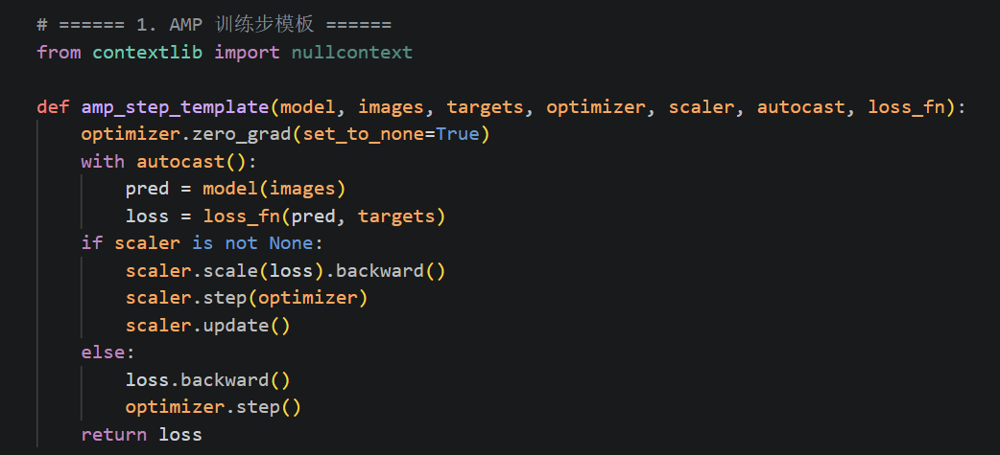 # ====== 1. AMP 训练步模板 ======
from contextlib import nullcontext

def amp_step_template(model, images, targets, optimizer, scaler, autocast, loss_fn):
    optimizer.zero_grad(set_to_none=True)
    with autocast():
        pred = model(images)
        loss = loss_fn(pred, targets)
    if scaler is not None:
        scaler.scale(loss).backward()
        scaler.step(optimizer)
        scaler.update()
    else:
        loss.backward()
        optimizer.step()
    return loss